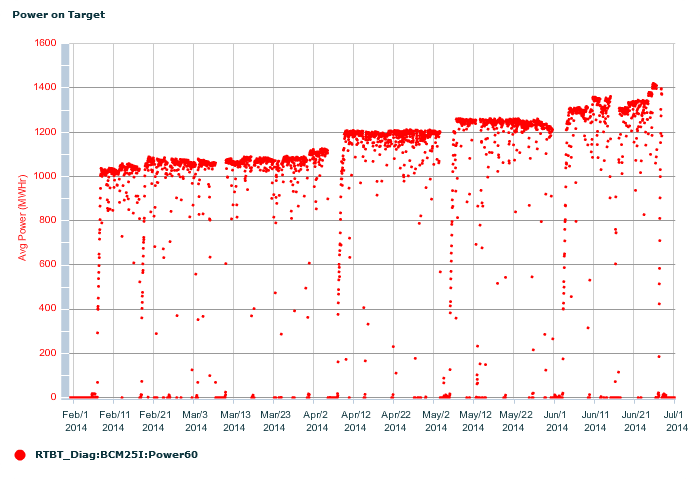 Power on Target
1600
1400
1200
1000
800
600
400
200
0
Avg Power (MWHr)
Feb/1 Feb/11 Feb/21 Mar/3 Mar/13 Mar/23 Apr/2 Apr/12 Apr/22 May/2 May/12 May/22 Jun/1 Jun/11 Jun/21 Jul/1
2014 2014 2014 2014 2014 2014 2014 2014 2014 2014 2014 2014 2014 2014 2014 2014
RTBT_Diag:BCM25I:Power60